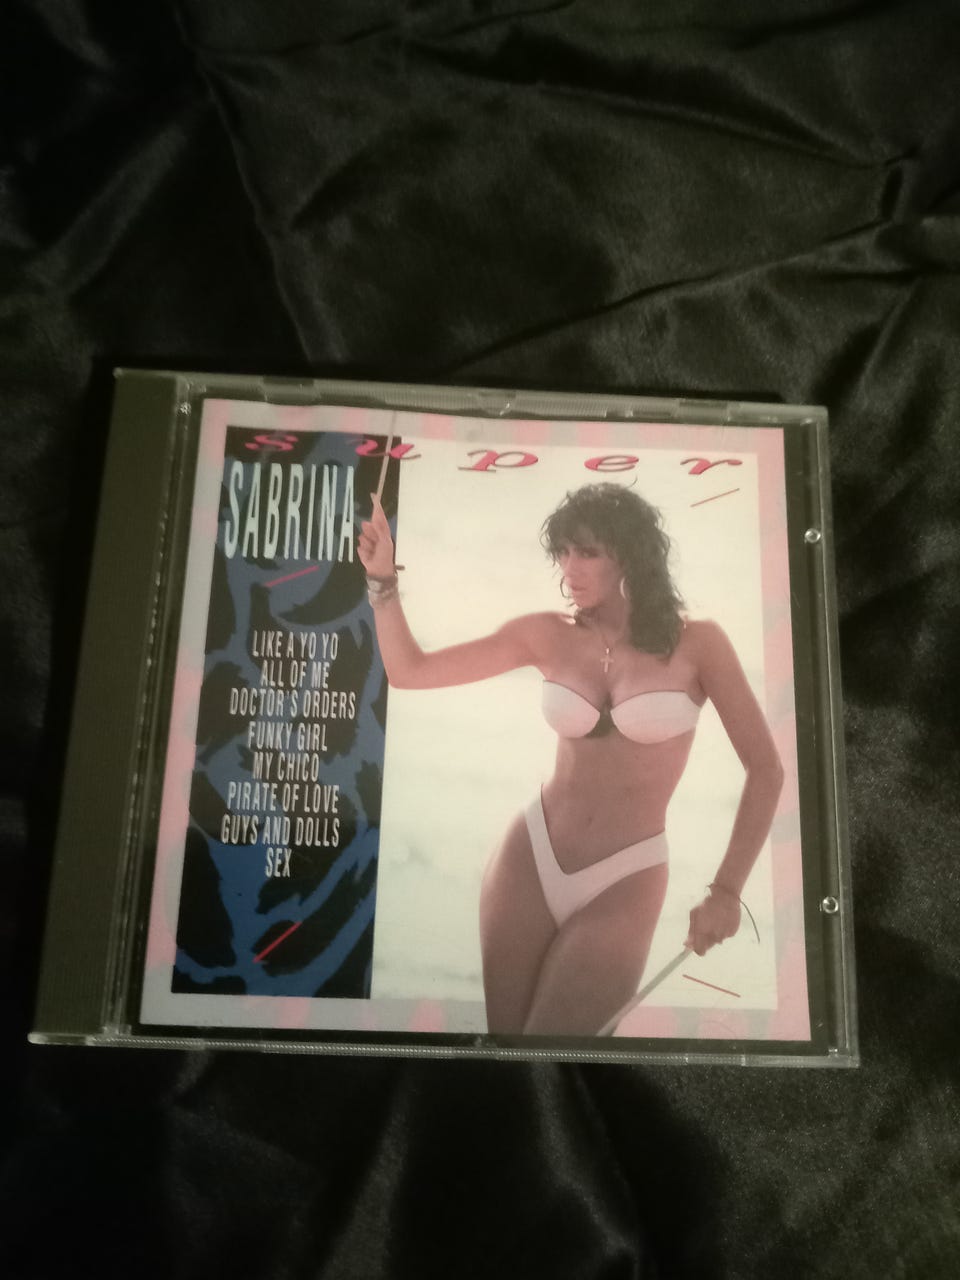 super
SABRINA
LIKE A YO YO
ALL OF ME
DOCTOR'S ORDERS
FUNKY GIRL
MY CHICO
PIRATE OF LOVE
GUYS AND DOLLS
SEX